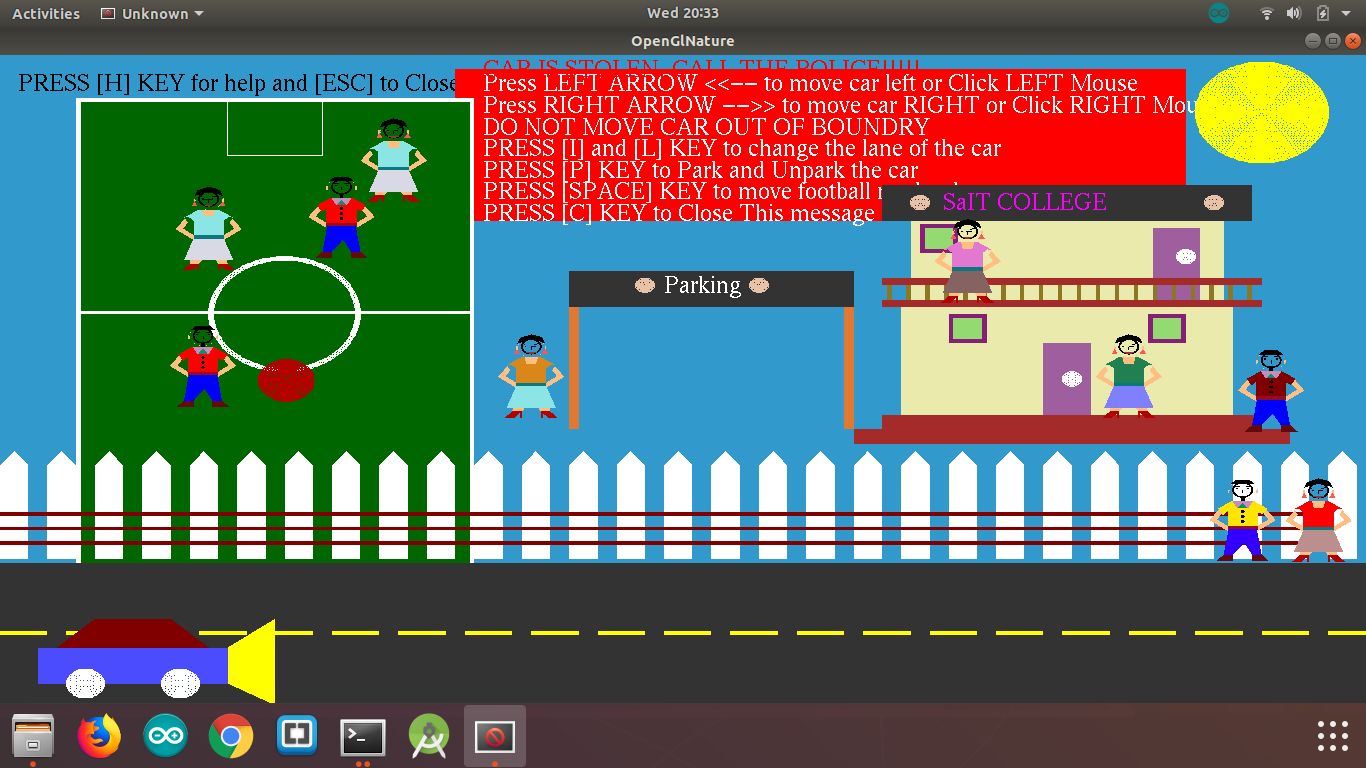 Activities Unknown Wed 20:33
OpenGlNature
CAR IS STOLEN, CALL THE POLICE!!!!!
PRESS [H] KEY for help and [ESC] to Close
Press LEFT ARROW <<−− to move car left or Click LEFT Mouse
Press RIGHT ARROW −−>> to move car RIGHT or Click RIGHT Mou
DO NOT MOVE CAR OUT OF BOUNDRY
PRESS [I] and [L] KEY to change the lane of the car
PRESS [P] KEY to Park and Unpark the car
PRESS [SPACE] KEY to move football
PRESS [C] KEY to Close This message
SaIT COLLEGE
Parking